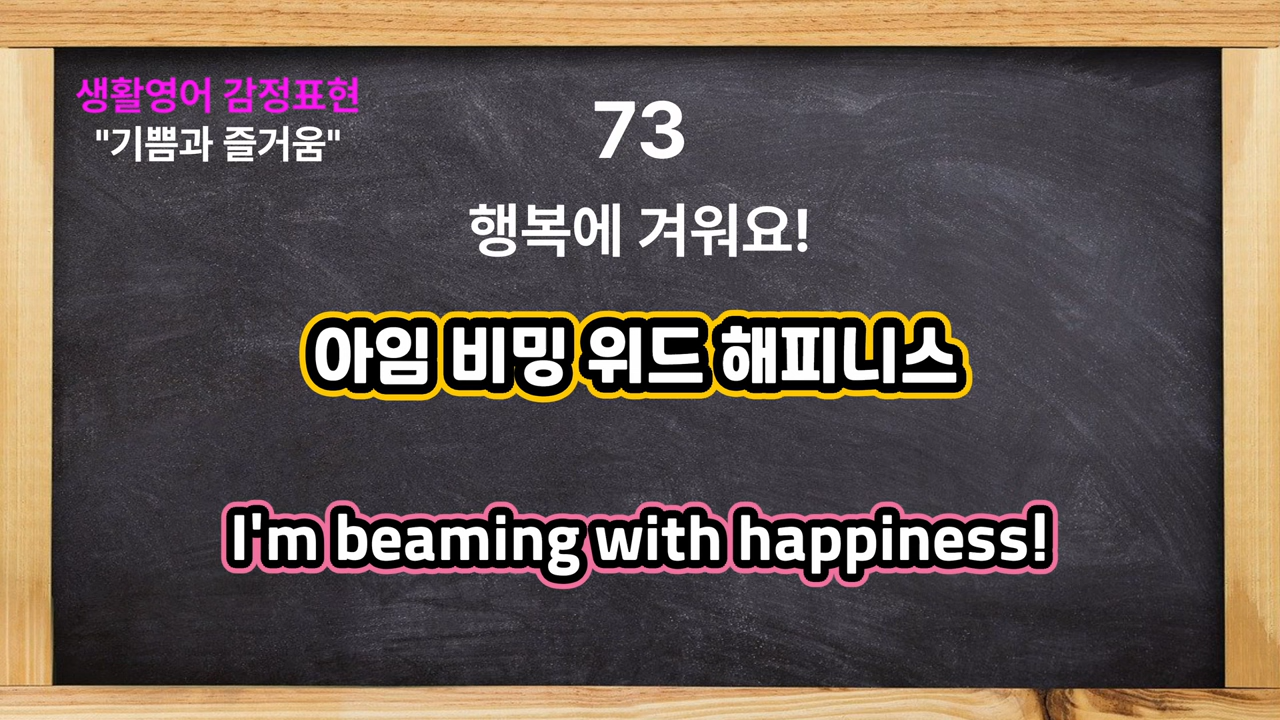 생활영어 감정표현
"기쁨과 즐거움"
73
행복에 겨워요!
아임 비밍 위드 해피니스
I'm beaming with happiness!